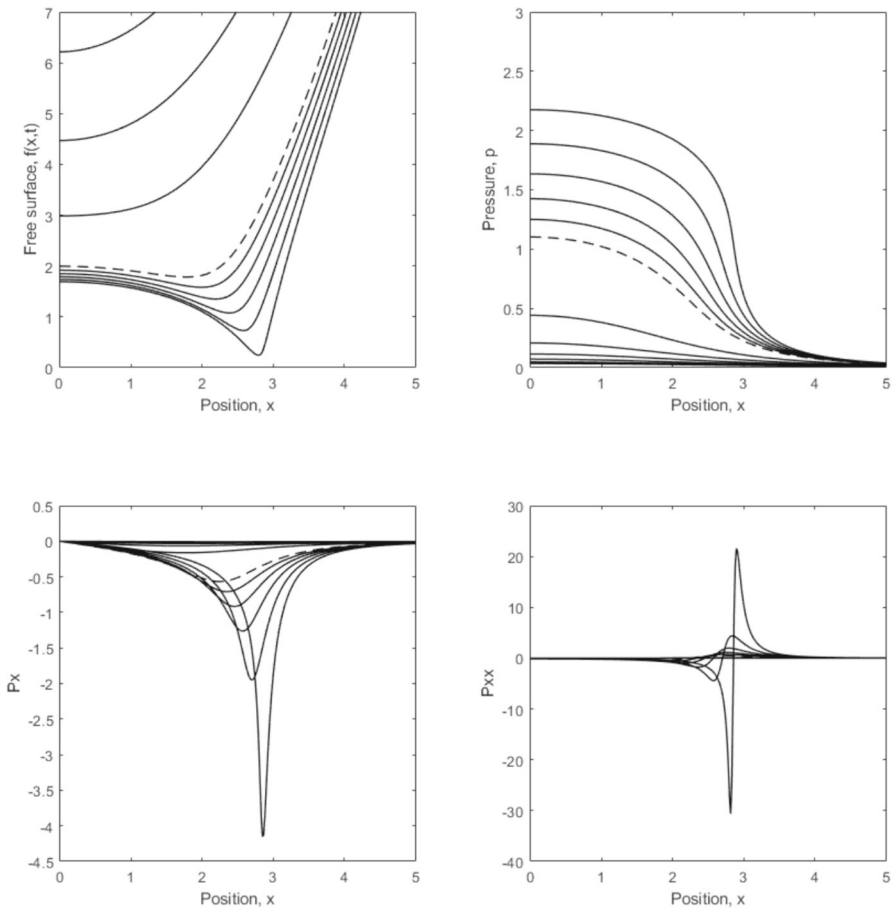 7
6
5
4
3
2
1
0
0 1 2 3 4 5
Free surface, f(x,t)
Position, x
3
2.5
2
1.5
1
0.5
0
0 1 2 3 4 5
Pressure, p
Position, x
0.5
0
-0.5
-1
-1.5
-2
-2.5
-3
-3.5
-4
-4.5
0 1 2 3 4 5
Px
Position, x
30
20
10
0
-10
-20
-30
-40
0 1 2 3 4 5
Pxx
Position, x